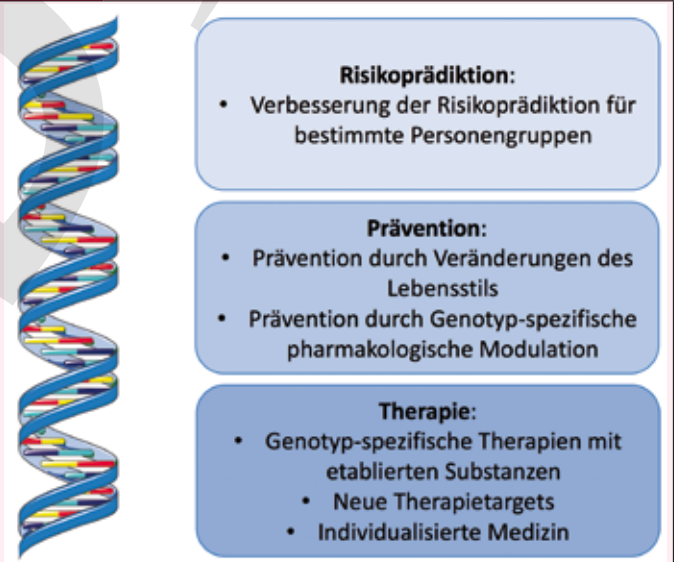 Risikoprädiktion:
• Verbesserung der Risikoprädiktion für
bestimmte Personengruppen
Prävention:
• Prävention durch Veränderungen des
Lebensstils
• Prävention durch Genotyp-spezifische
pharmakologische Modulation
Therapie:
• Genotyp-spezifische Therapien mit
etablierten Substanzen
• Neue Therapietargets
• Individualisierte Medizin